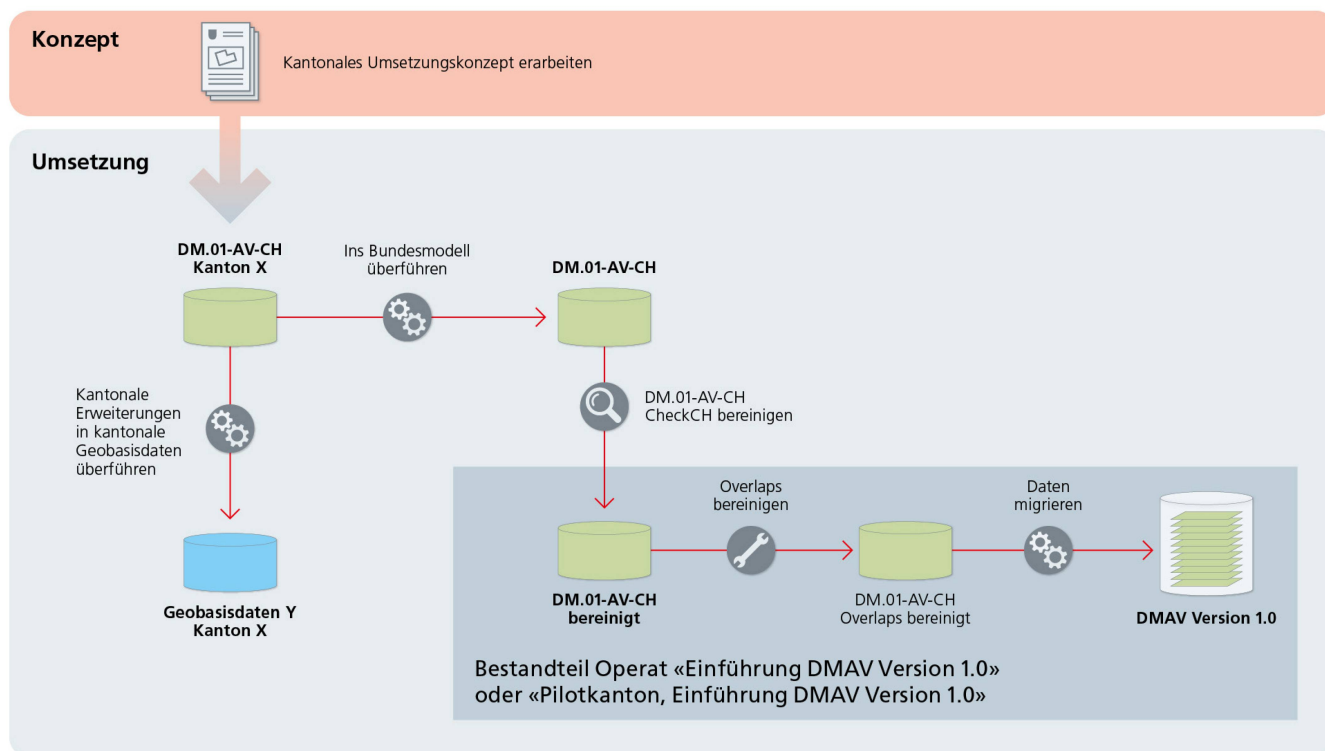 Konzept
Kantonales Umsetzungskonzept erarbeiten
Umsetzung
DM.01-AV-CH
Kanton X
Ins Bundesmodell
überführen
DM.01-AV-CH
Kantonale
Erweiterungen
in kantonale
Geobasisdaten
überführen
DM.01-AV-CH
CheckCH bereinigen
Geobasisdaten Y
Kanton X
Overlaps
bereinigen
Daten
migrieren
DM.01-AV-CH
bereinigt
DM.01-AV-CH
Overlaps bereinigt
DMAV Version 1.0
Bestandteil Operat «Einführung DMAV Version 1.0»
oder «Pilotkanton, Einführung DMAV Version 1.0»